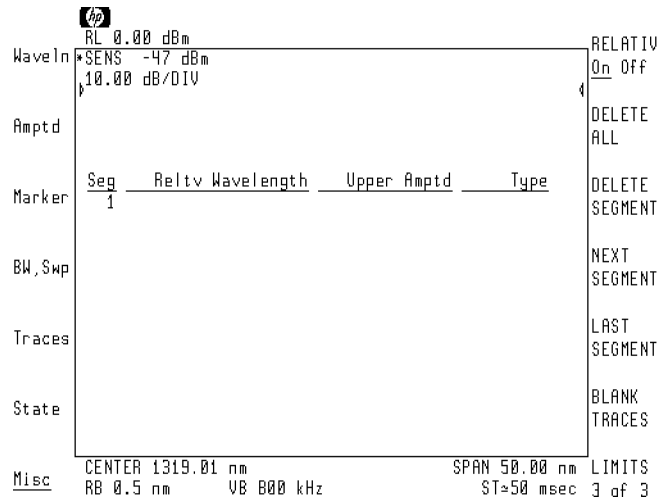 hp
RL 0.00 dBm
*SENS -47 dBm
10.00 dB/DIV
Waveln
Amptd
Marker
BW,Swp
Traces
State
Misc
Seg Reltv Wavelength Upper Amptd Type
1
RELATIV
On Off
DELETE
ALL
DELETE
SEGMENT
NEXT
SEGMENT
LAST
SEGMENT
BLANK
TRACES
LIMITS
3 of 3
CENTER 1319.01 nm SPAN 50.00 nm
RB 0.5 nm VB 800 kHz ST≃50 msec